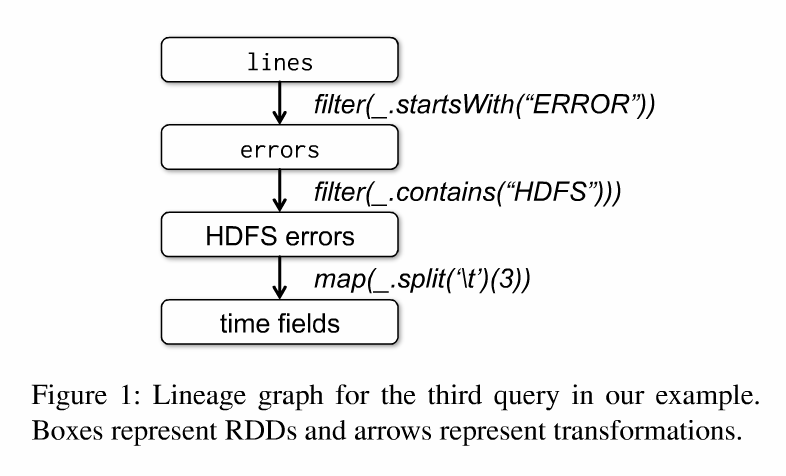 lines
filter(_.startsWith(“ERROR”))
errors
filter(_.contains(“HDFS”)))
HDFS errors
map(_.split(‘\t’)(3))
time fields
Figure 1: Lineage graph for the third query in our example.
Boxes represent RDDs and arrows represent transformations.